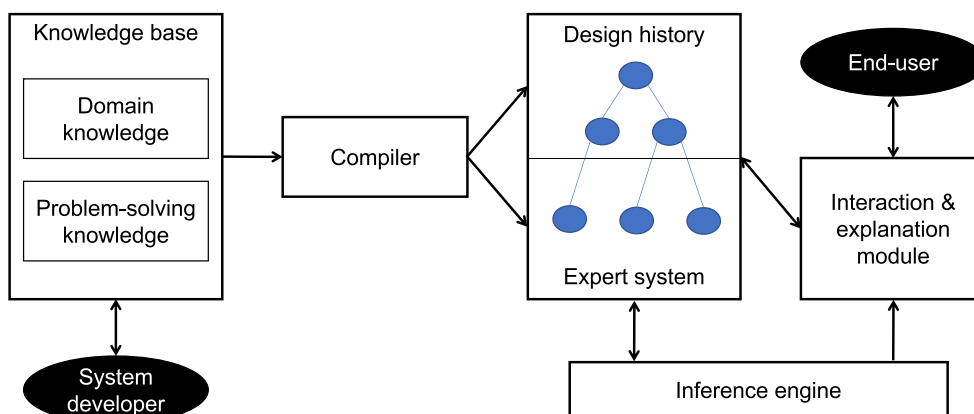 Knowledge base
Domain
knowledge
Problem-solving
knowledge
System
developer
Compiler
Design history
Expert system
End-user
Interaction &
explanation
module
Inference engine